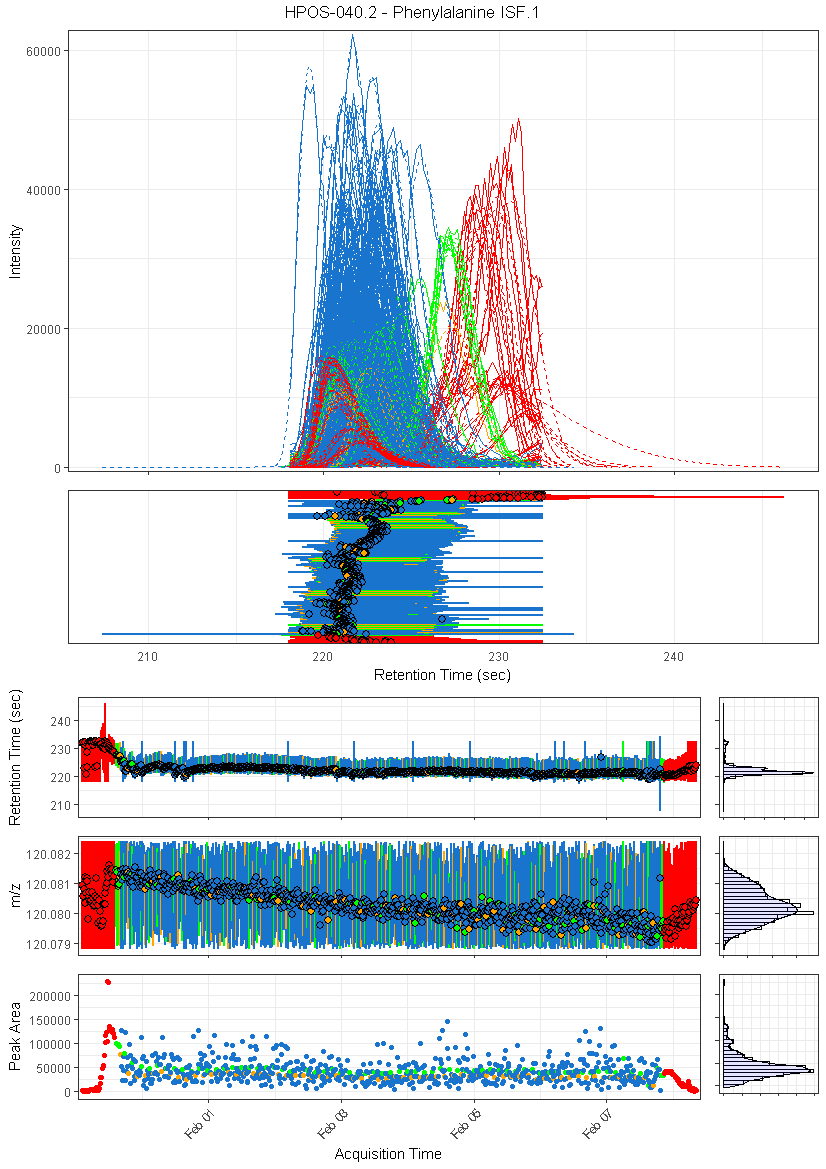 HPOS-040.2 - Phenylalanine ISF.1
60000
40000
20000
0
Intensity
210
220
230
240
Retention Time (sec)
240
230
220
210
Retention Time (sec)
120.082
120.081
120.080
120.079
m/z
200000
150000
100000
50000
0
Peak Area
Feb 01
Feb 03
Feb 05
Feb 07
Acquisition Time